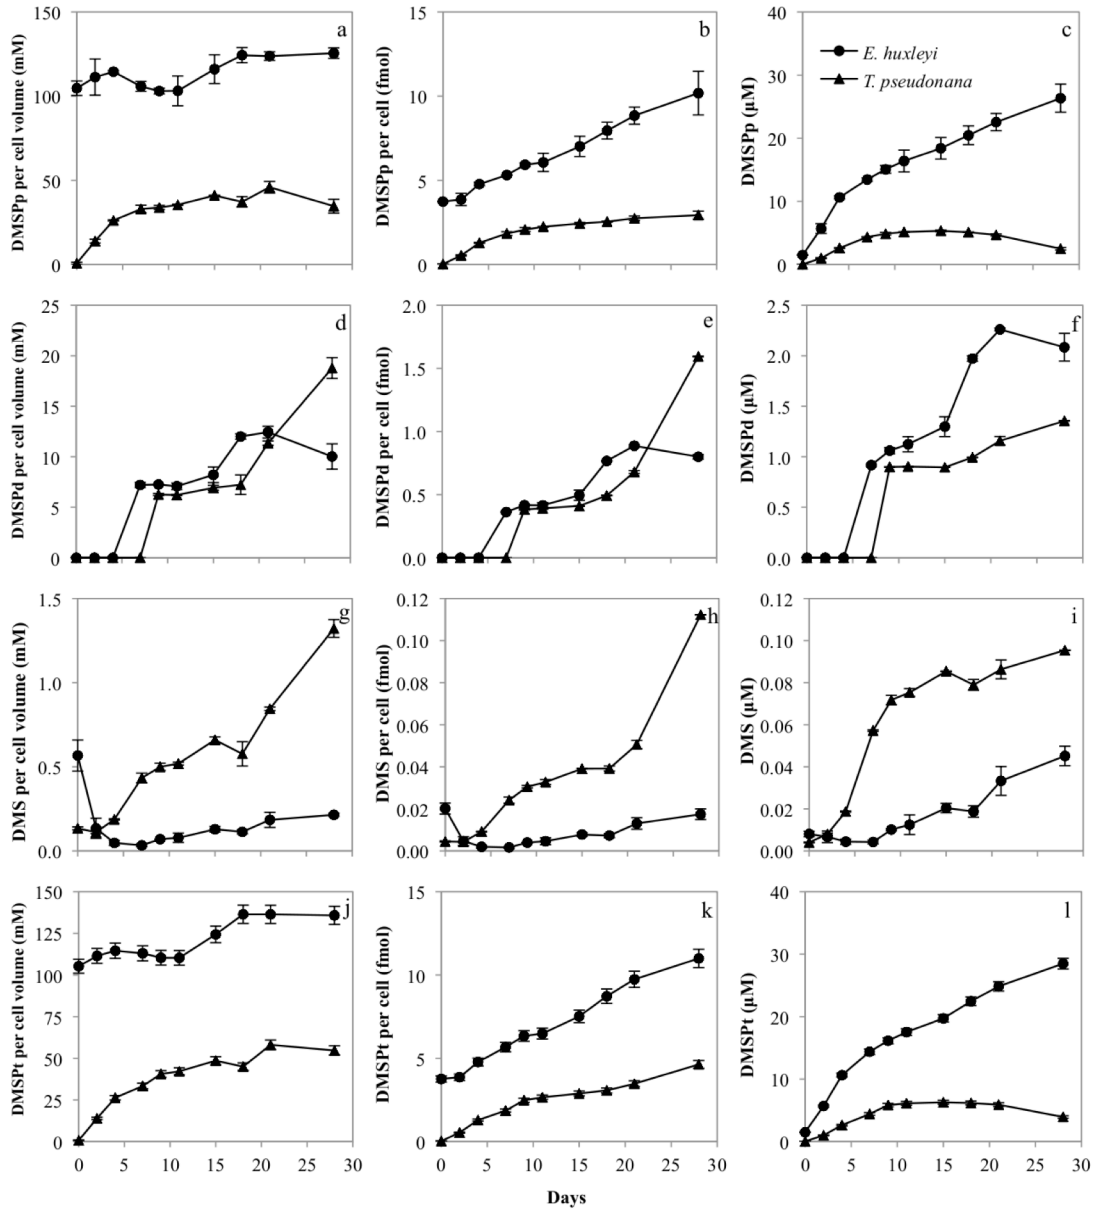 DMSPp per cell volume (mM)
150
100
50
0
a
DMSPp per cell (fmol)
15
10
5
0
b
DMSPp (µM)
40
30
20
10
0
c
E. huxleyi
T. pseudonana
DMSPd per cell volume (mM)
25
20
15
10
5
0
d
DMSPd per cell (fmol)
2.0
1.5
1.0
0.5
0.0
e
DMSPd (µM)
2.5
2.0
1.5
1.0
0.5
0.0
f
DMS per cell volume (mM)
1.5
1.0
0.5
0.0
g
DMS per cell (fmol)
0.12
0.10
0.08
0.06
0.04
0.02
0.00
h
DMS (µM)
0.12
0.10
0.08
0.06
0.04
0.02
0.00
i
DMSPt per cell volume (mM)
150
125
100
75
50
25
0
j
0 5 10 15 20 25 30
DMSPt per cell (fmol)
15
10
5
0
k
0 5 10 15 20 25 30
DMSPt (µM)
40
30
20
10
0
l
0 5 10 15 20 25 30
Days